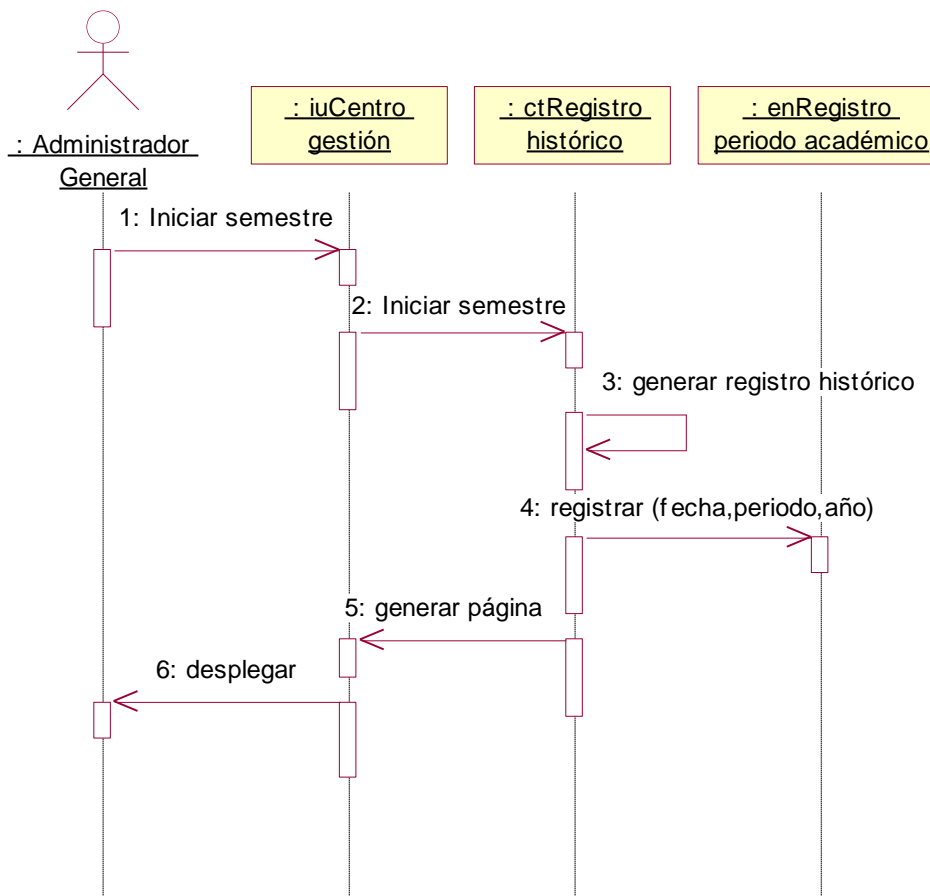 : Administrador
General
: iuCentro
gestión
: ctRegistro
histórico
: enRegistro
periodo académico
1: Iniciar semestre
2: Iniciar semestre
3: generar registro histórico
4: registrar (fecha,periodo,año)
5: generar página
6: desplegar